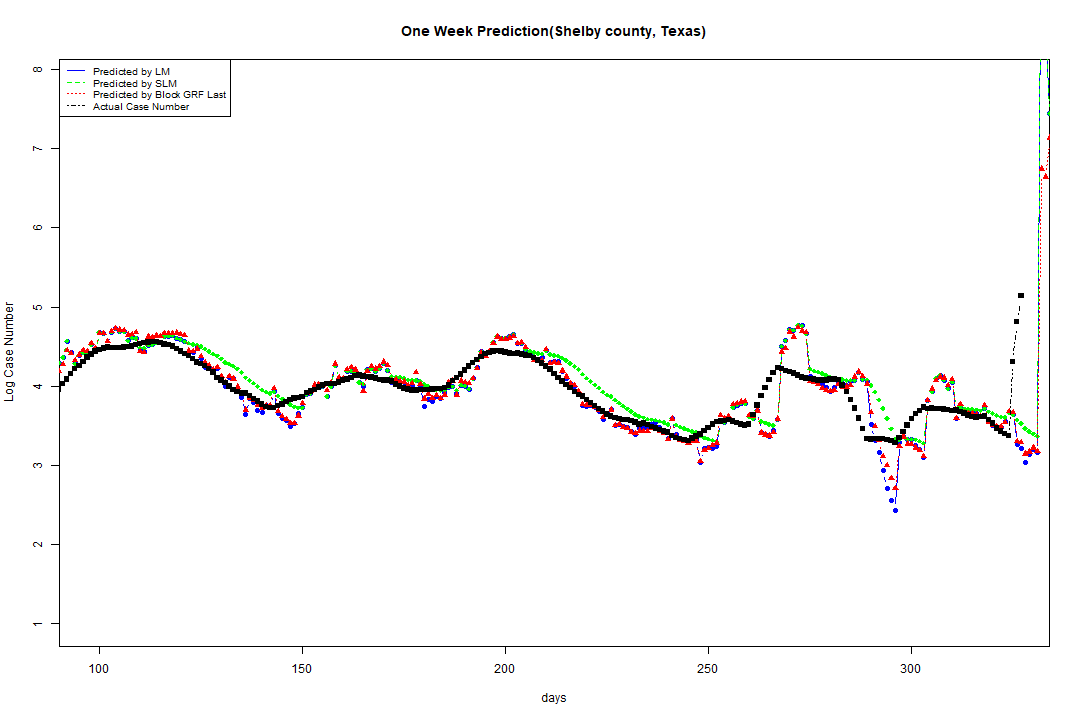 One Week Prediction(Shelby county, Texas)
Predicted by LM
Predicted by SLM
Predicted by Block GRF Last
Actual Case Number
8
7
6
5
4
3
2
1
Log Case Number
100 150 200 250 300
days